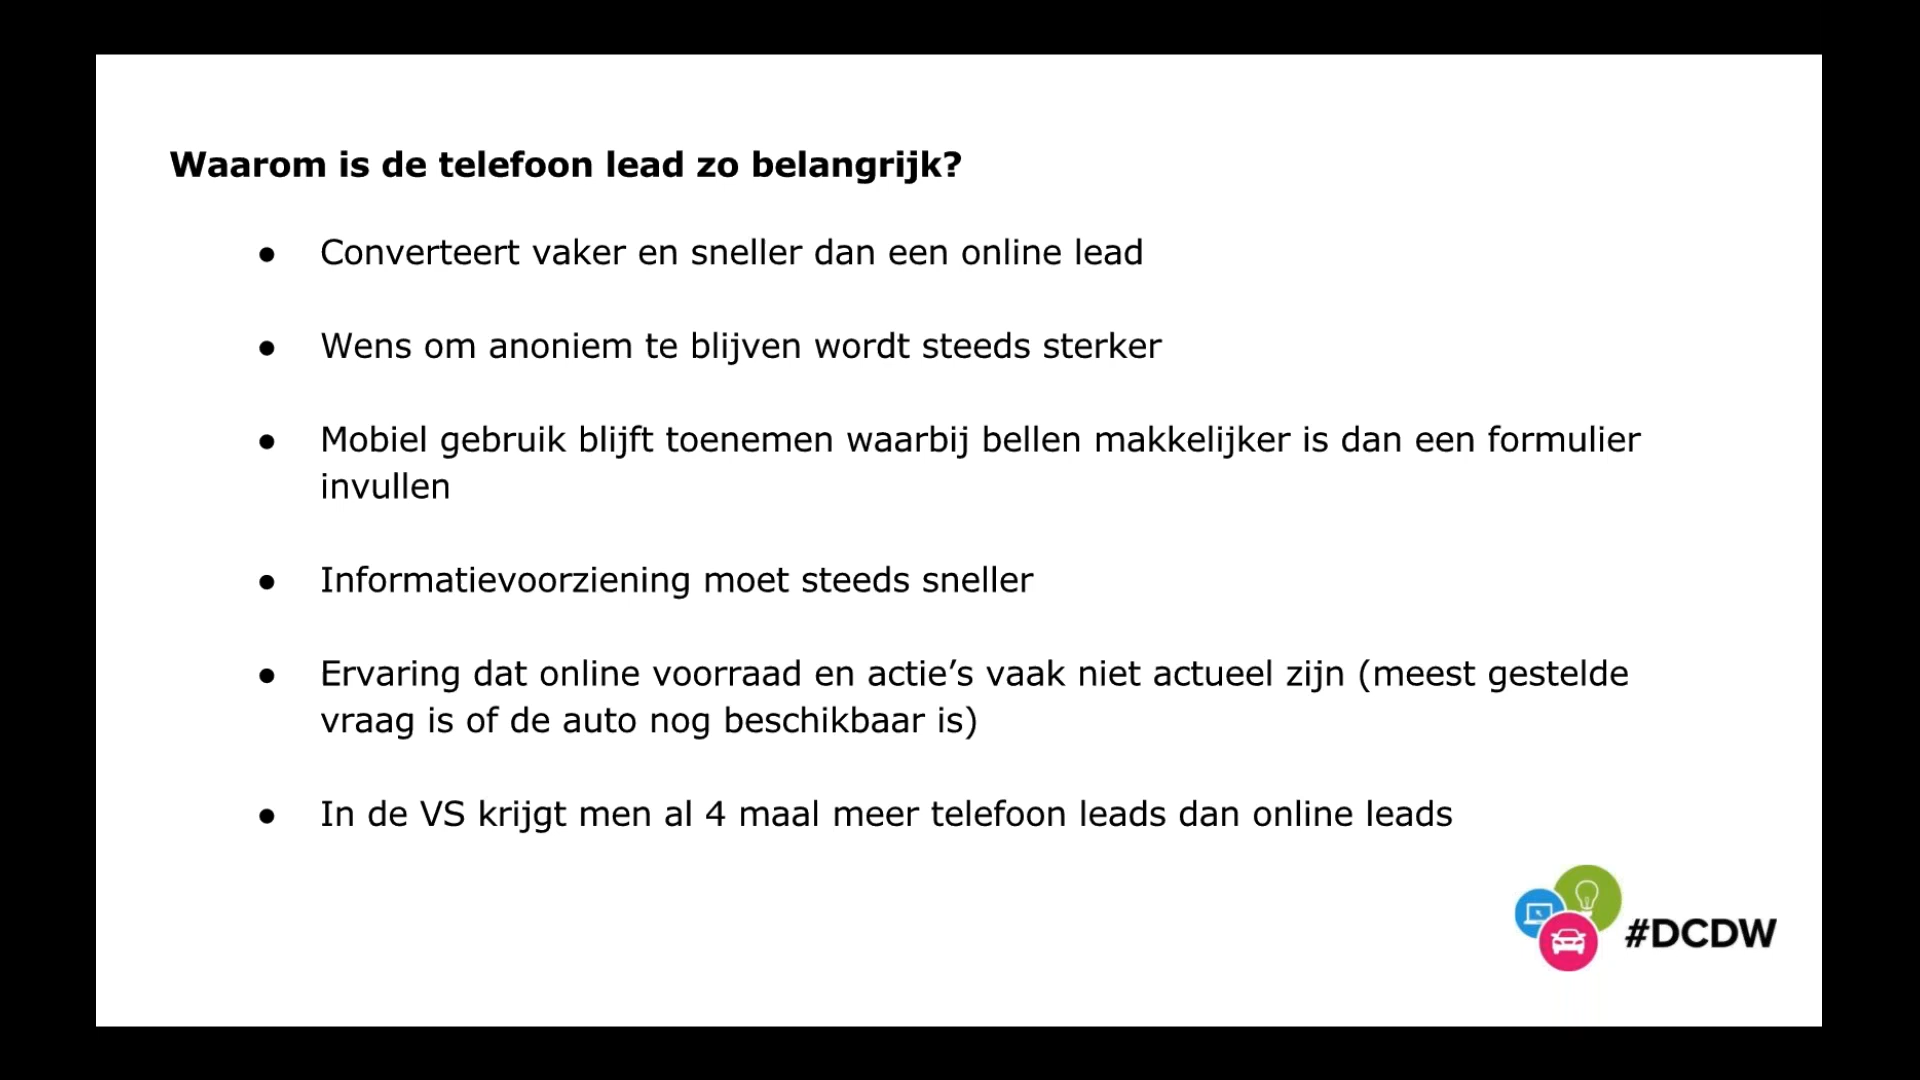 Waarom is de telefoon lead zo belangrijk?
● Converteert vaker en sneller dan een online lead
● Wens om anoniem te blijven wordt steeds sterker
● Mobiel gebruik blijft toenemen waarbij bellen makkelijker is dan een formulier
invullen
● Informatievoorziening moet steeds sneller
● Ervaring dat online voorraad en actie’s vaak niet actueel zijn (meest gestelde
vraag is of de auto nog beschikbaar is)
● In de VS krijgt men al 4 maal meer telefoon leads dan online leads
#DCDW